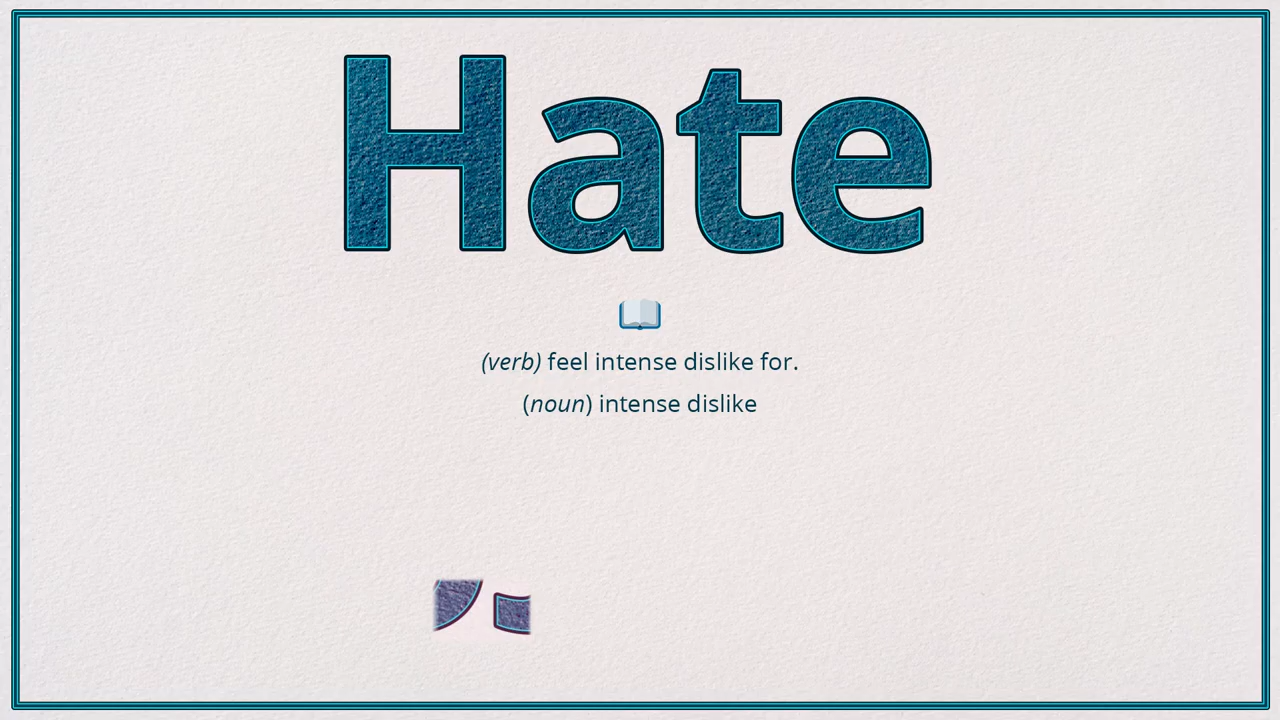 Hate
(verb) feel intense dislike for.
(noun) intense dislike